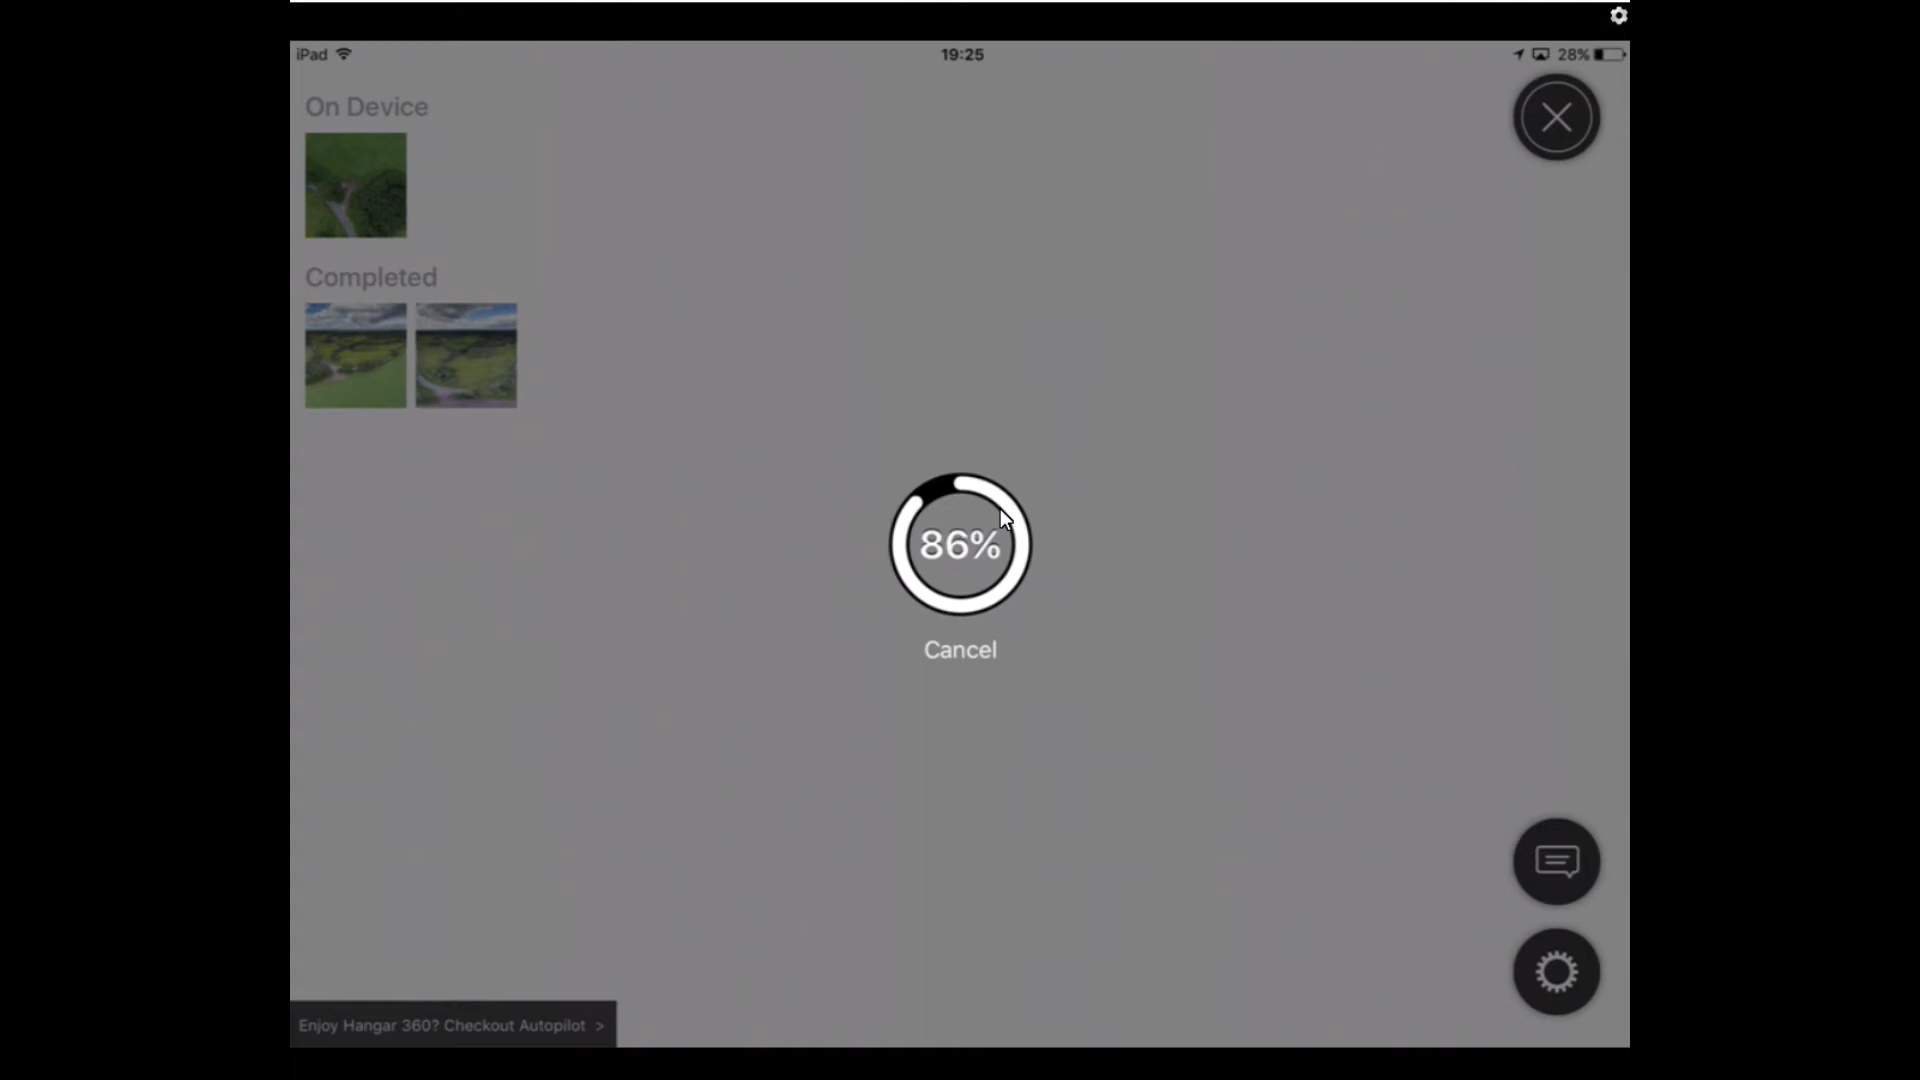 iPad
19:25
28%
On Device
Completed
86%
Cancel
Enjoy Hangar 360? Checkout Autopilot >